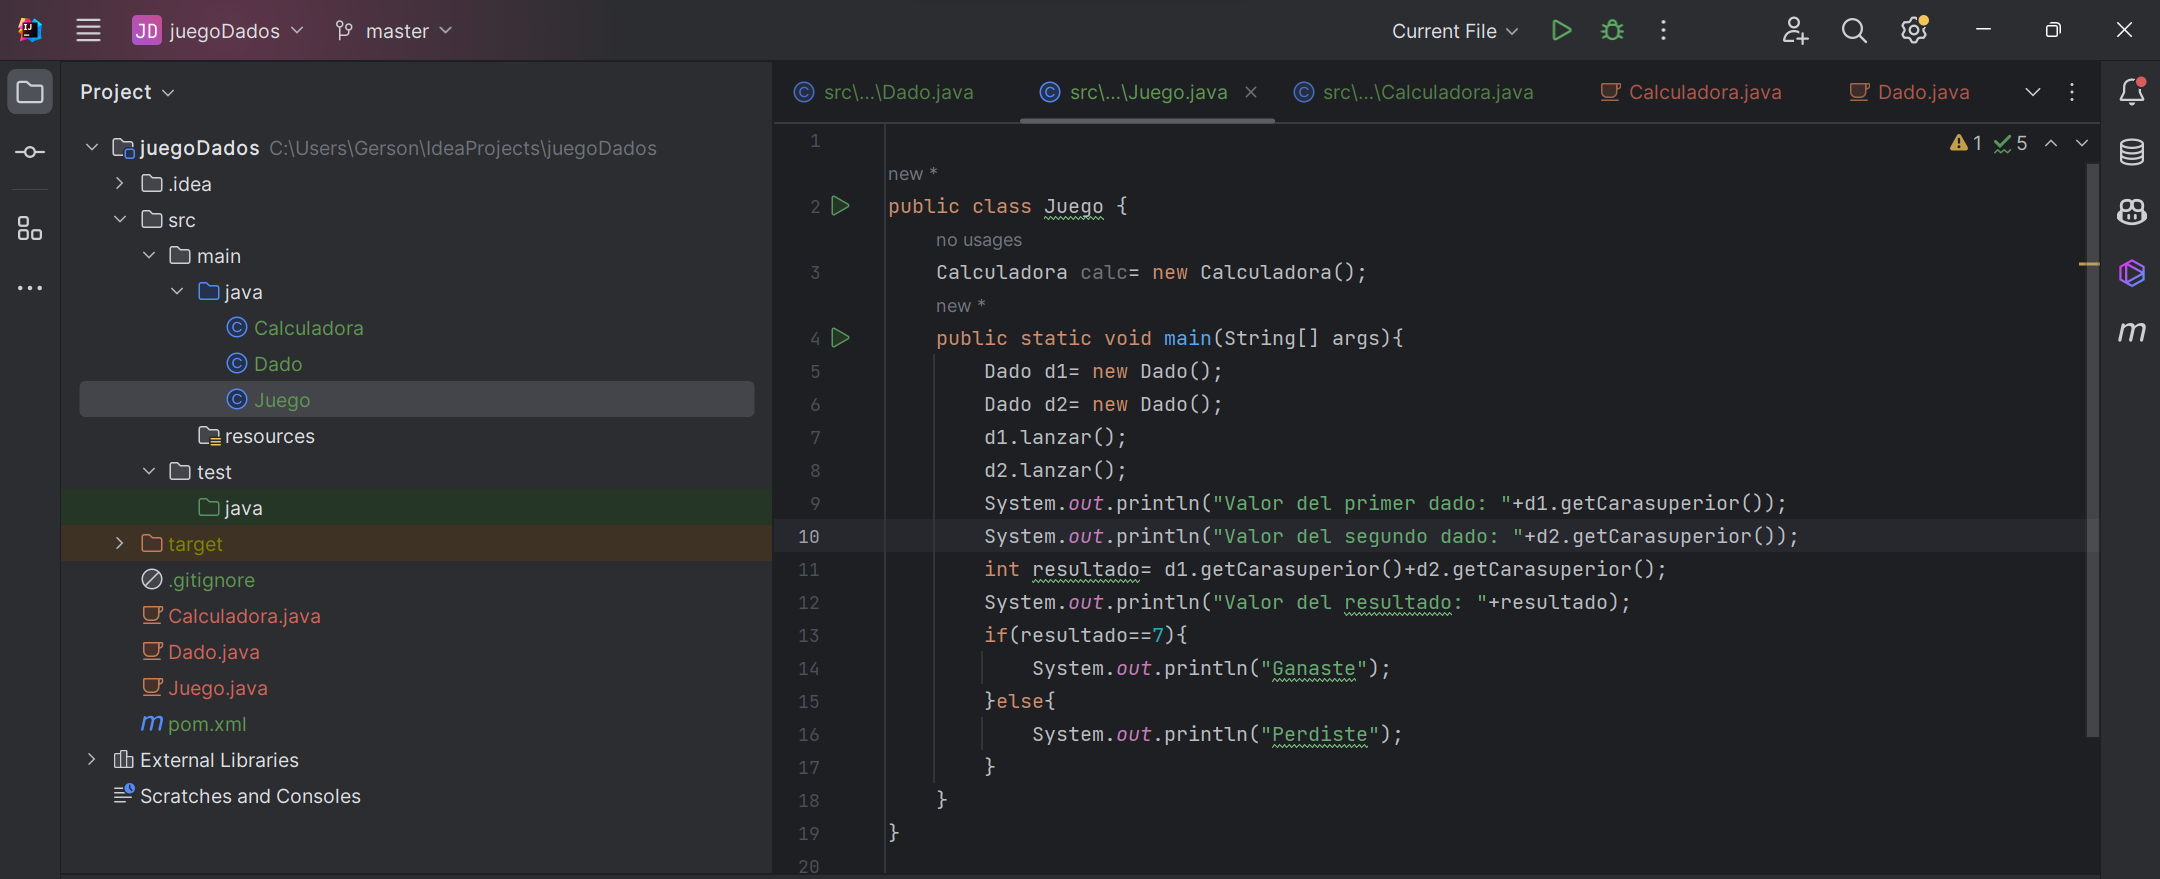 JD juegoDados master Current File
Project
src\...\Dado.java src\...\Juego.java src\...\Calculadora.java Calculadora.java Dado.java
juegoDados C:\Users\Gerson\IdeaProjects\juegoDados
.idea
src
main
java
Calculadora
Dado
Juego
resources
test
java
target
.gitignore
Calculadora.java
Dado.java
Juego.java
m pom.xml
External Libraries
Scratches and Consoles
1 5
1
new *
2 public class Juego {
no usages
3 Calculadora calc= new Calculadora();
new *
4 public static void main(String[] args){
5 Dado d1= new Dado();
6 Dado d2= new Dado();
7 d1.lanzar();
8 d2.lanzar();
9 System.out.println("Valor del primer dado: "+d1.getCarasuperior());
10 System.out.println("Valor del segundo dado: "+d2.getCarasuperior());
11 int resultado= d1.getCarasuperior()+d2.getCarasuperior();
12 System.out.println("Valor del resultado: "+resultado);
13 if(resultado==7){
14 System.out.println("Ganaste");
15 }else{
16 System.out.println("Perdiste");
17 }
18 }
19 }
20
m